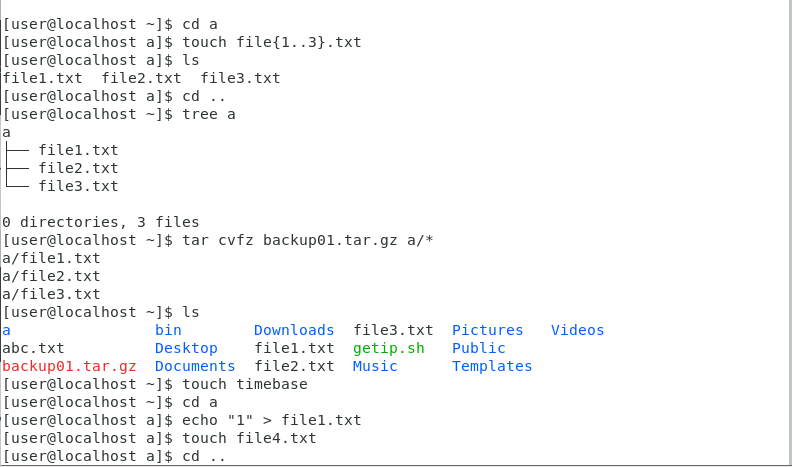 [user@localhost ~]$ cd a
[user@localhost a]$ touch file{1..3}.txt
[user@localhost a]$ ls
file1.txt  file2.txt  file3.txt
[user@localhost a]$ cd ..
[user@localhost ~]$ tree a
a
├── file1.txt
├── file2.txt
└── file3.txt

0 directories, 3 files
[user@localhost ~]$ tar cvfz backup01.tar.gz a/*
a/file1.txt
a/file2.txt
a/file3.txt
[user@localhost ~]$ ls
a                bin        Downloads  file3.txt  Pictures   Videos
abc.txt          Desktop    file1.txt  getip.sh   Public
backup01.tar.gz  Documents  file2.txt  Music      Templates
[user@localhost ~]$ touch timebase
[user@localhost ~]$ cd a
[user@localhost a]$ echo "1" > file1.txt
[user@localhost a]$ touch file4.txt
[user@localhost a]$ cd ..